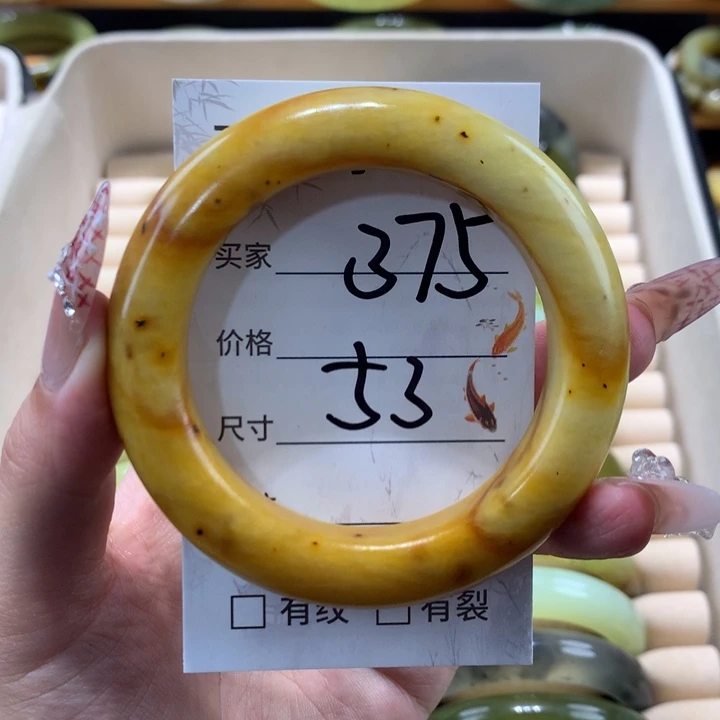 买家 375
价格
尺寸 53
□ 有纹 □ 有裂